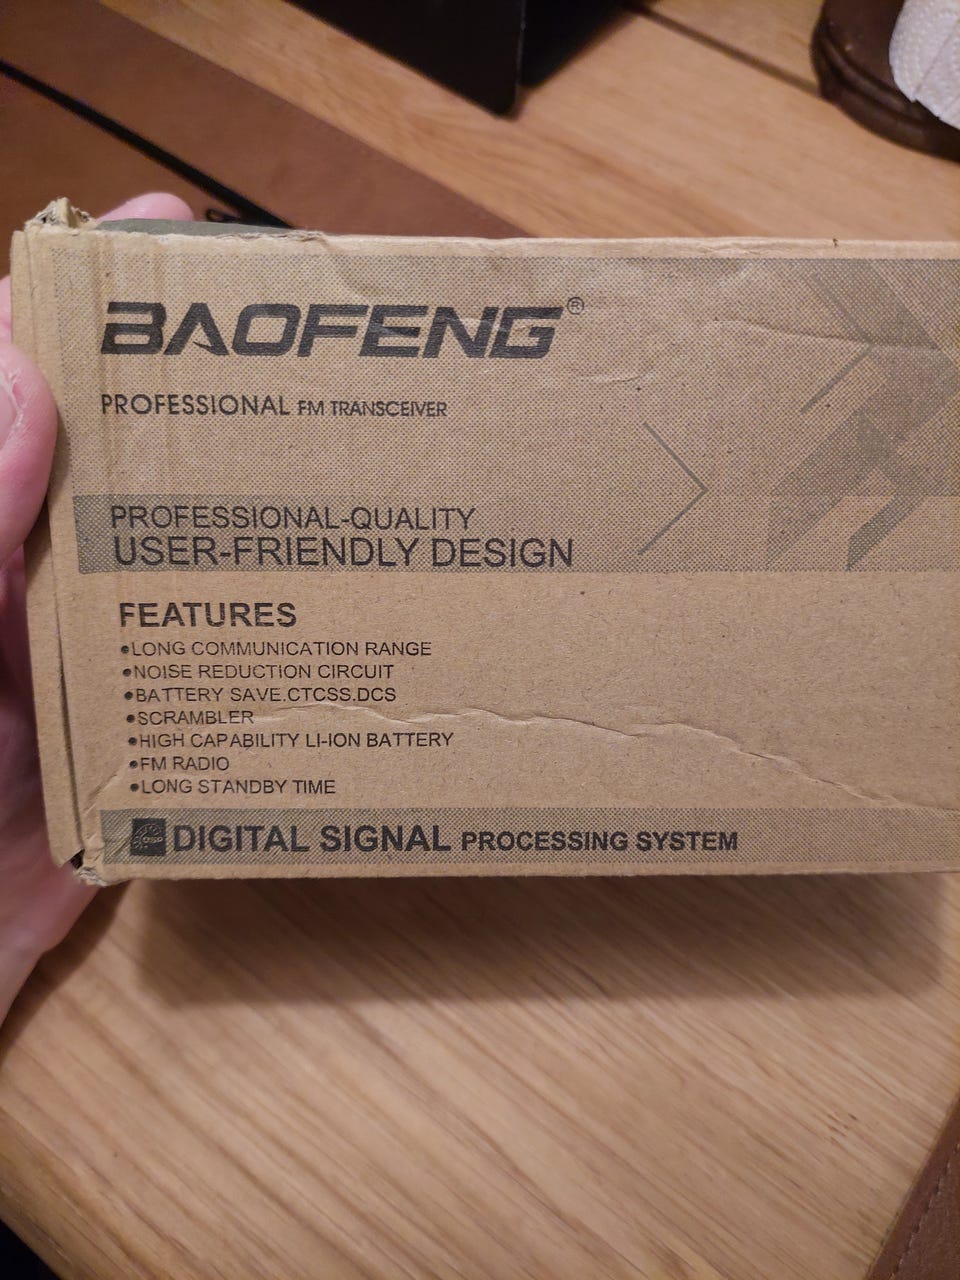 BAOFENG®
PROFESSIONAL FM TRANSCEIVER
PROFESSIONAL-QUALITY
USER-FRIENDLY DESIGN
FEATURES
•LONG COMMUNICATION RANGE
•NOISE REDUCTION CIRCUIT
•BATTERY SAVE.CTCSS.DCS
•SCRAMBLER
•HIGH CAPABILITY LI-ION BATTERY
•FM RADIO
•LONG STANDBY TIME
DIGITAL SIGNAL PROCESSING SYSTEM